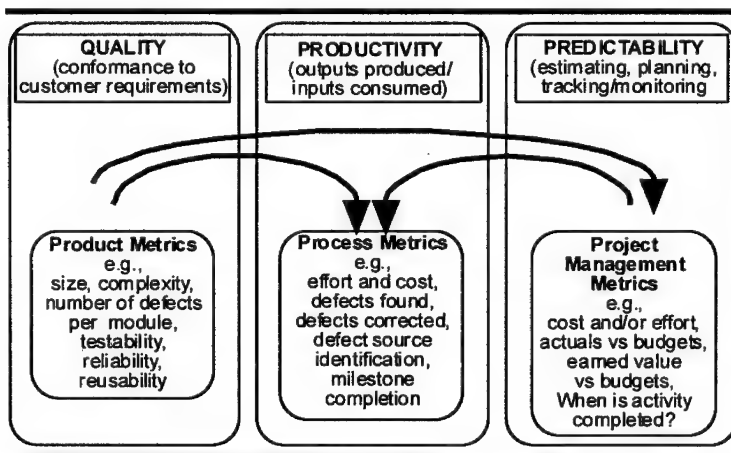 QUALITY
(conformance to
customer requirements)
PRODUCTIVITY
(outputs produced/
inputs consumed)
PREDICTABILITY
(estimating, planning,
tracking/monitoring
Product Metrics
e.g.,
size, complexity,
number of defects
per module,
testability,
reliability,
reusability
Process Metrics
e.g.,
effort and cost,
defects found,
defects corrected,
defect source
identification,
milestone
completion
Project
Management
Metrics
e.g.,
cost and/or effort,
actuals vs budgets,
earned value
vs budgets,
When is activity
completed?